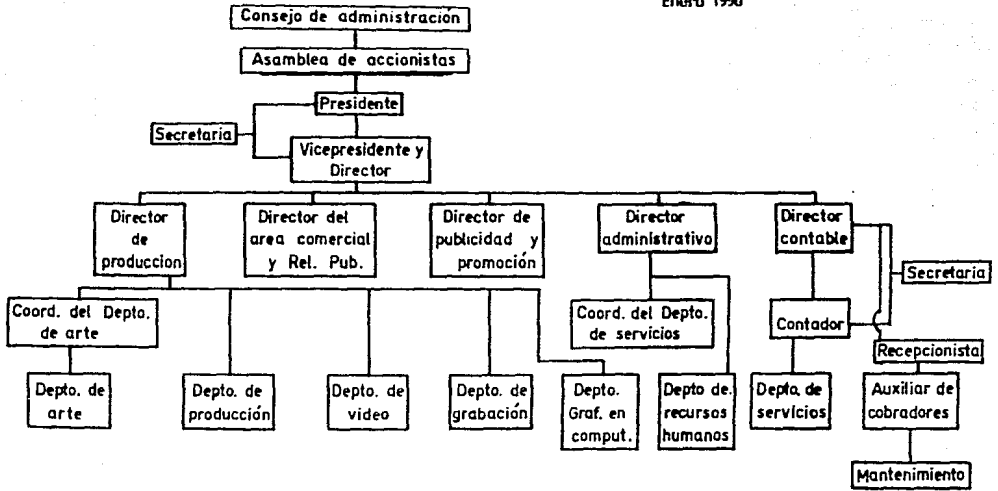 Enero 1990
Consejo de administración
Asamblea de accionistas
Presidente
Secretaria
Vicepresidente y
Director
Director
de
produccion
Director del
area comercial
y Rel. Pub.
Director de
publicidad y
promoción
Director
administrativo
Director
contable
Secretaria
Coord. del Depto.
de arte
Coord. del Depto.
de servicios
Contador
Recepcionista
Depto. de
arte
Depto. de
producción
Depto. de
video
Depto. de
grabación
Depto.
Graf. en
comput.
Depto de.
recursos
humanos
Depto. de
servicios
Auxiliar de
cobradores
Mantenimiento